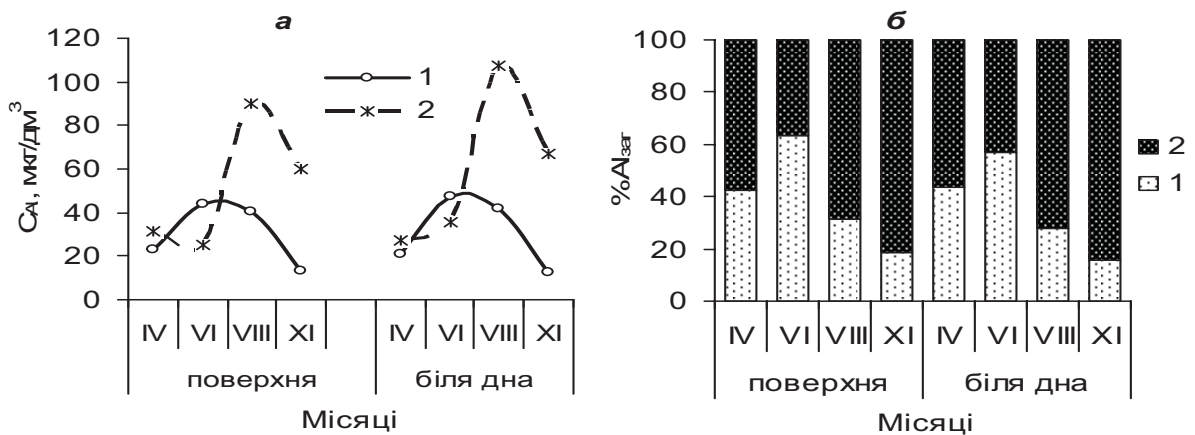 а
C_Al, мкг/дм³
120
100
80
60
40
20
0
1
2
IV VI VIII XI IV VI VIII XI
поверхня біля дна
Місяці
б
%Al_заг
100
80
60
40
20
0
2
1
IV VI VIII XI IV VI VIII XI
поверхня біля дна
Місяці